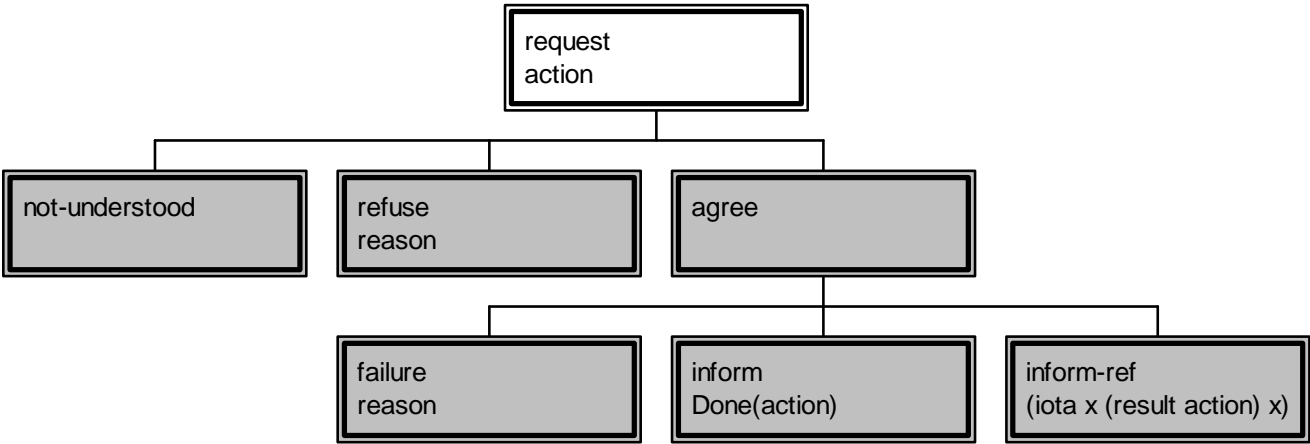 request
action
not-understood
refuse
reason
agree
failure
reason
inform
Done(action)
inform-ref
(iota x (result action) x)